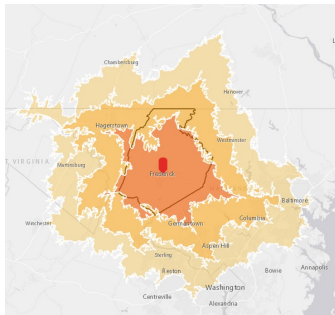 Chambersburg
Hanover
Hagerstown
Westminster
T VIRGINIA
Martinsburg
Frederick
Baltimore
Winchester
Columbia
Germantown
Aspen Hill
Sterling
Reston
Bowie
Annapolis
Washington
Centreville
Alexandria